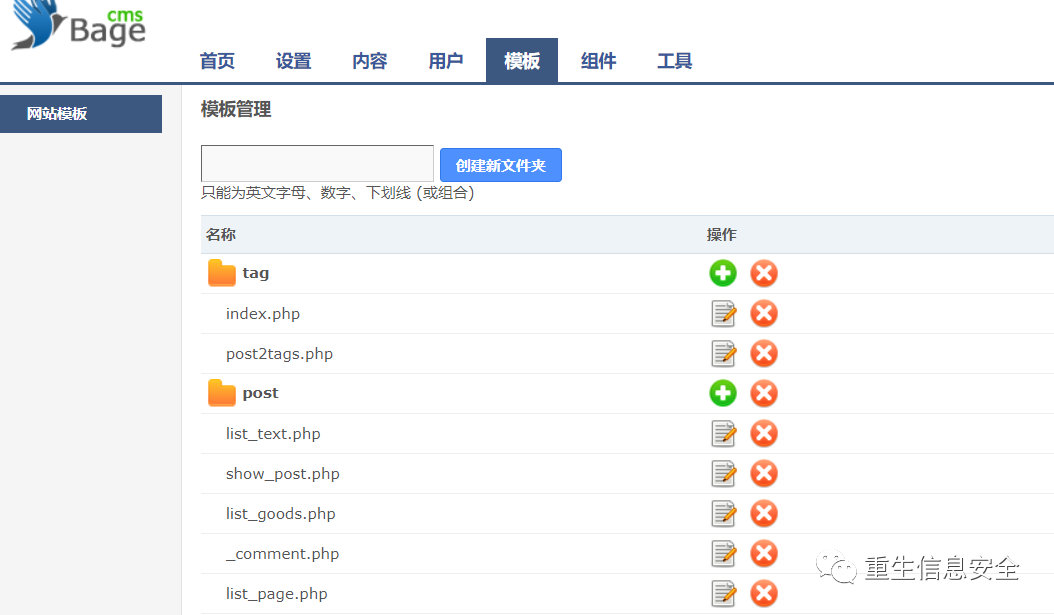 Bage cms
首页 设置 内容 用户 模板 组件 工具
网站模板
模板管理
创建新文件夹
只能为英文字母、数字、下划线 (或组合)
名称 操作
tag
index.php
post2tags.php
post
list_text.php
show_post.php
list_goods.php
_comment.php
重生信息安全
list_page.php